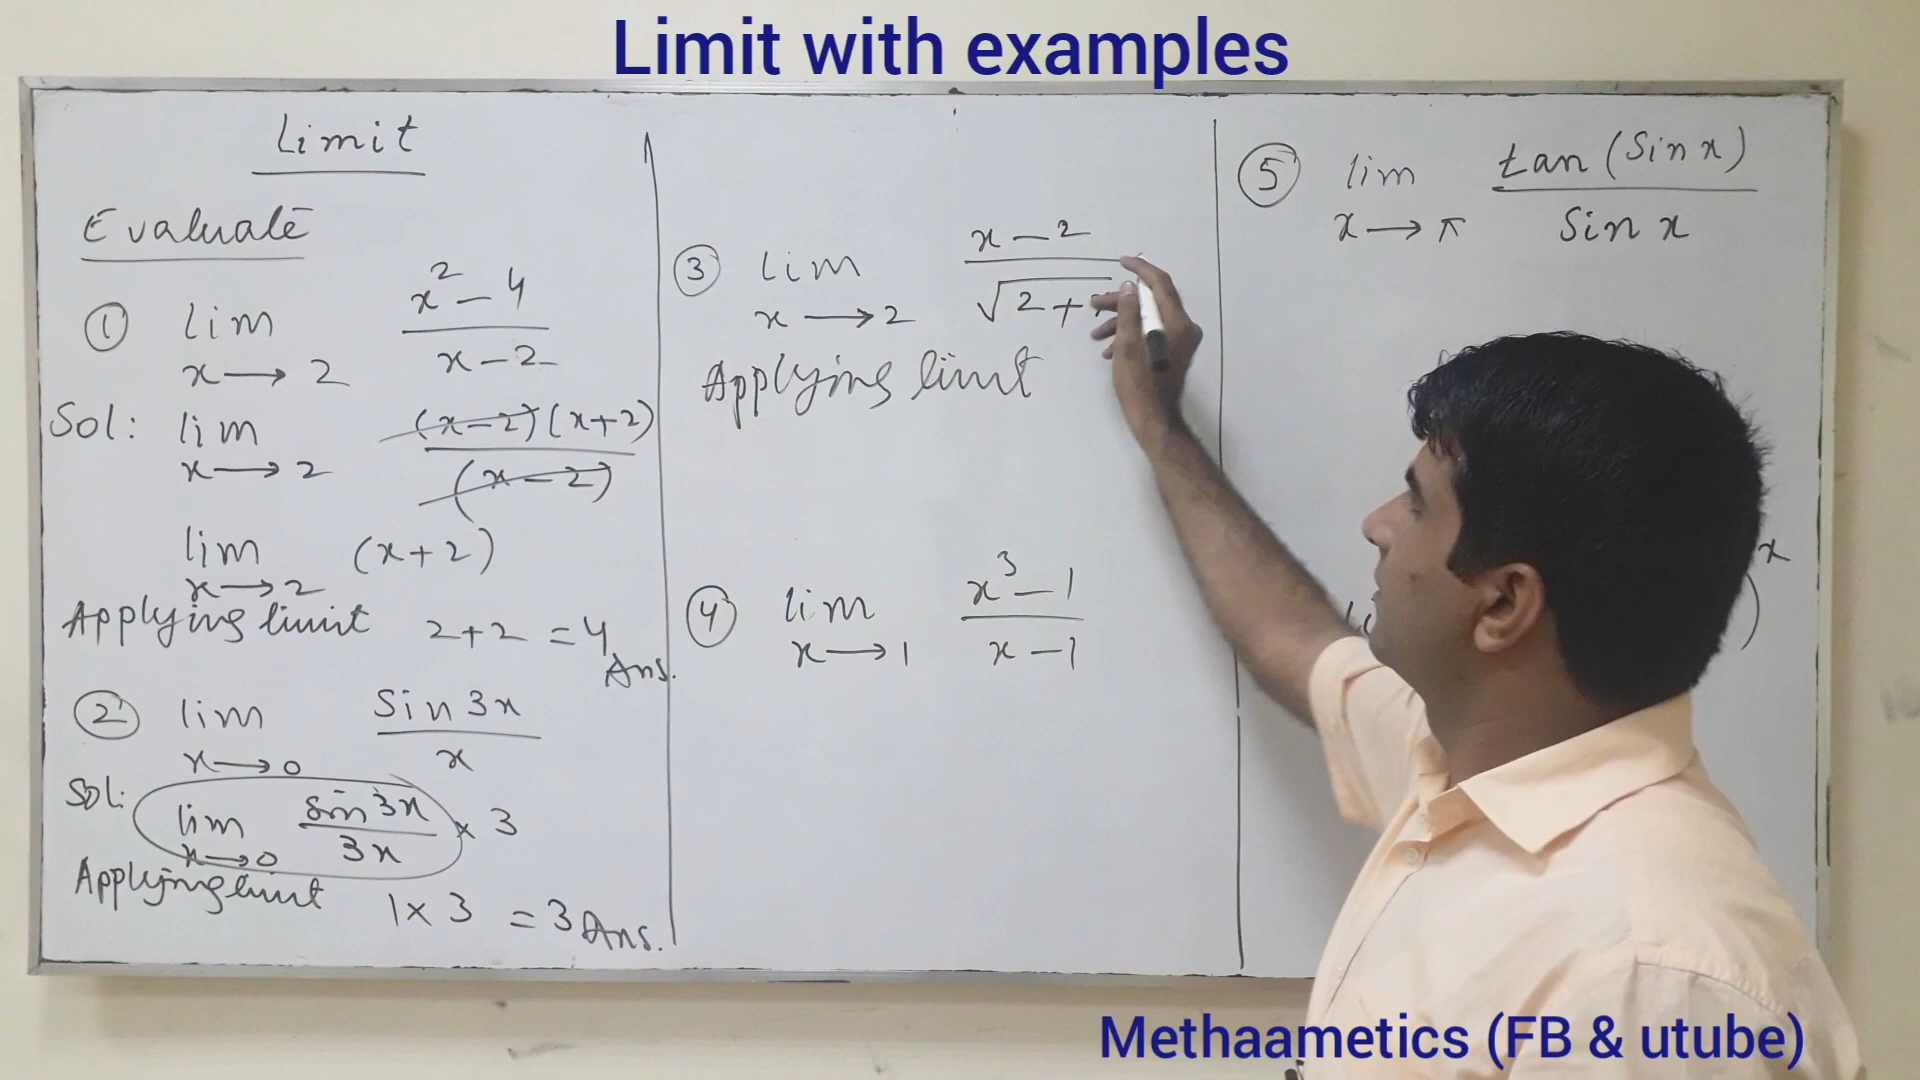 Limit with examples
Limit
Evaluate
① lim x→2 (x² - 4)/(x - 2)
Sol: lim x→2 (x-2)(x+2)/(x-2)
lim x→2 (x+2)
Applying limit 2+2 = 4 Ans.
② lim x→0 Sin 3x/x
Sol: lim x→0 sin 3x/3x × 3
Applying limit 1 × 3 = 3 Ans.
③ lim x→2 (x - 2)/√2 +
Applying limit
④ lim x→1 (x³ - 1)/(x - 1)
⑤ lim x→π tan (Sin x)/Sin x
) x
Methaametics (FB & utube)